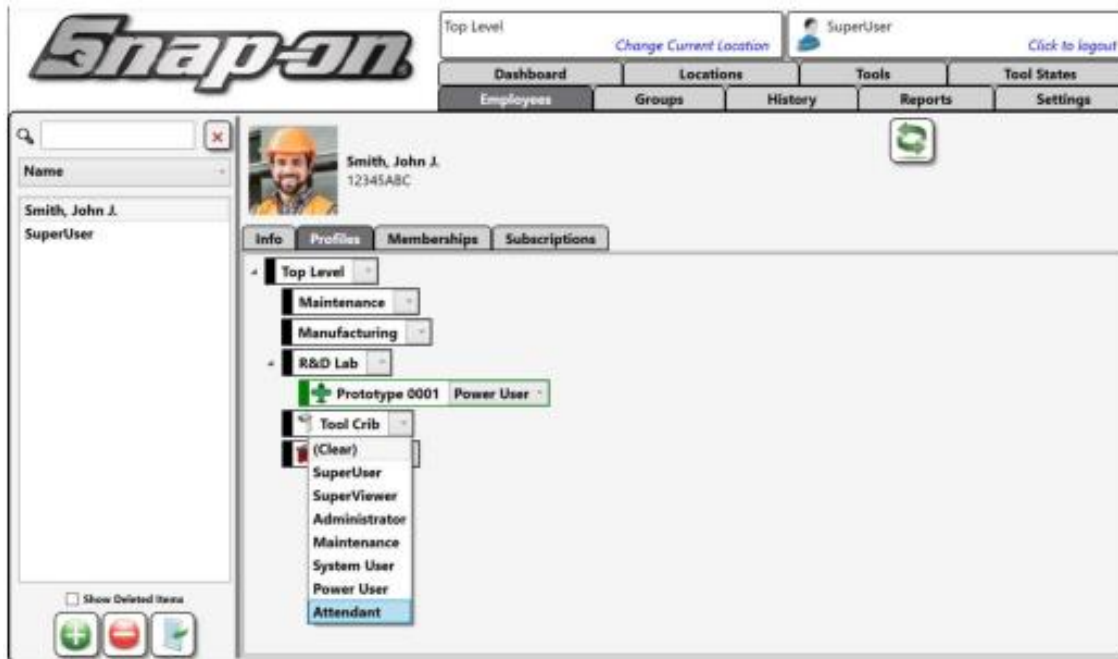 Snap-on
Top Level
Change Current Location
SuperUser
Click to logout
Dashboard
Locations
Tools
Tool States
Employees
Groups
History
Reports
Settings
Name
Smith, John J.
SuperUser
Show Deleted Items
Smith, John J.
12345ABC
Info
Profiles
Memberships
Subscriptions
Top Level
Maintenance
Manufacturing
R&D Lab
Prototype 0001 Power User
Tool Crib
(Clear)
SuperUser
SuperViewer
Administrator
Maintenance
System User
Power User
Attendant